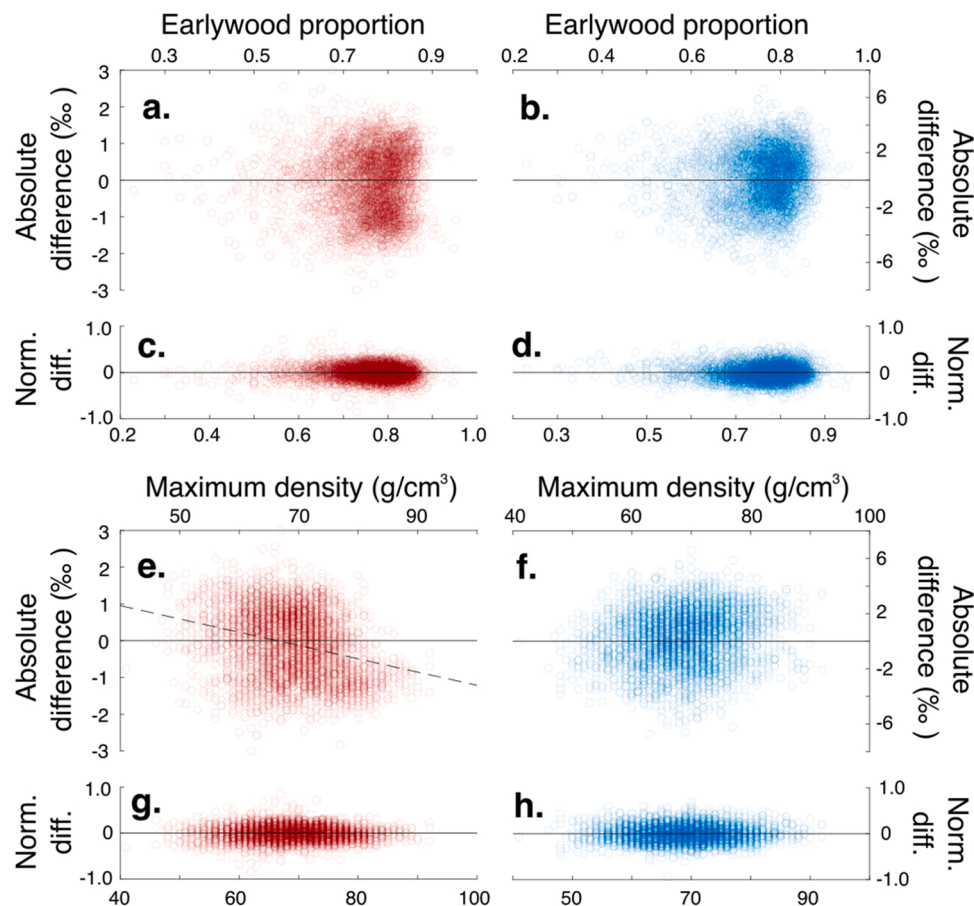 Earlywood proportion
Earlywood proportion
0.3 0.5 0.7 0.9
0.2 0.4 0.6 0.8 1.0
Absolute difference (‰)
3
2
1
0
-1
-2
-3
a.
b.
6
2
-2
-6
Absolute difference (‰)
Norm. diff.
1.0
0
-1.0
c.
d.
1.0
0
-1.0
Norm. diff.
0.2 0.4 0.6 0.8 1.0
0.3 0.5 0.7 0.9
Maximum density (g/cm³)
Maximum density (g/cm³)
50 70 90
40 60 80 100
Absolute difference (‰)
3
2
1
0
-1
-2
-3
e.
f.
6
2
-2
-6
Absolute difference (‰)
Norm. diff.
1.0
0
-1.0
g.
h.
1.0
0
-1.0
Norm. diff.
40 60 80 100
50 70 90